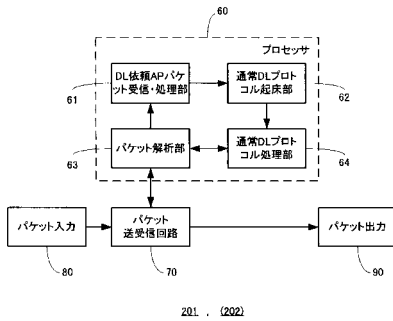 60
プロセッサ
DL依頼APパケ
ット受信・処理部
通常DLプロト
コル起床部
61
62
パケット解析部
通常DLプロト
コル処理部
63
64
パケット入力
パケット
送受信回路
パケット出力
80
70
90
201 , (202)